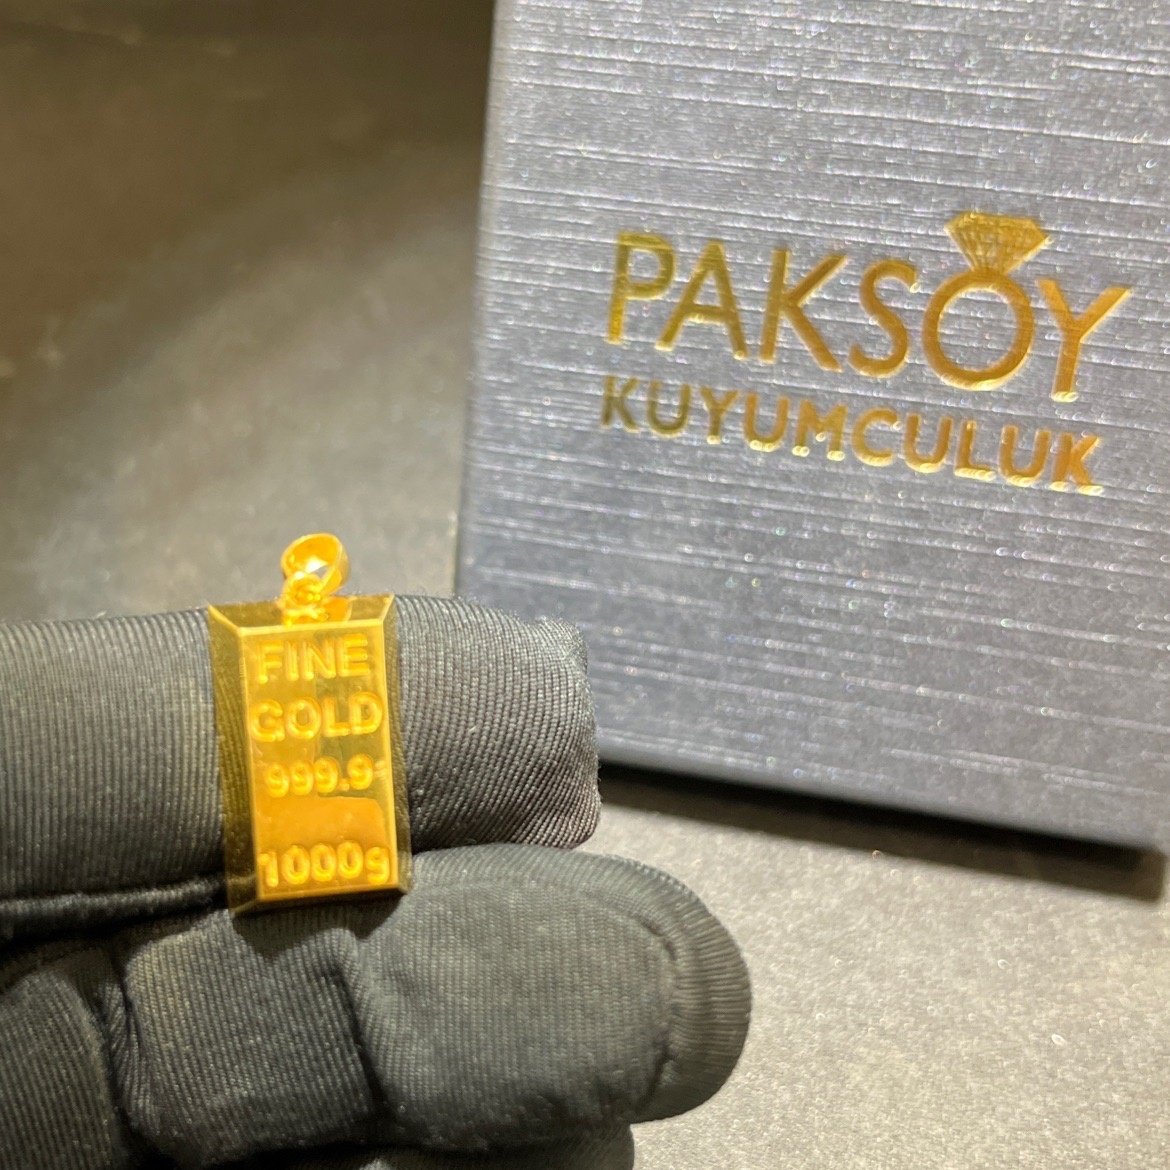 PAKSOY
KUYUMCULUK
FINE
GOLD
999.9
1000g